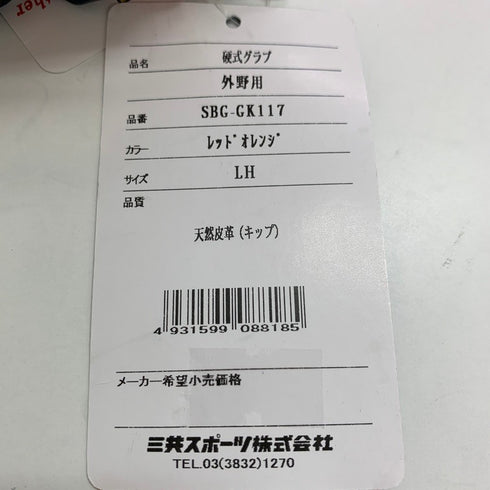 ther
品名 硬式グラブ
外野用
品番 SBG-GK117
カラー ﾚｯﾄﾞｵﾚﾝｼﾞ
サイズ LH
品質
天然皮革(キップ)
4 931599 088185
メーカー希望小売価格
三共スポーツ株式会社
TEL.03(3832)1270